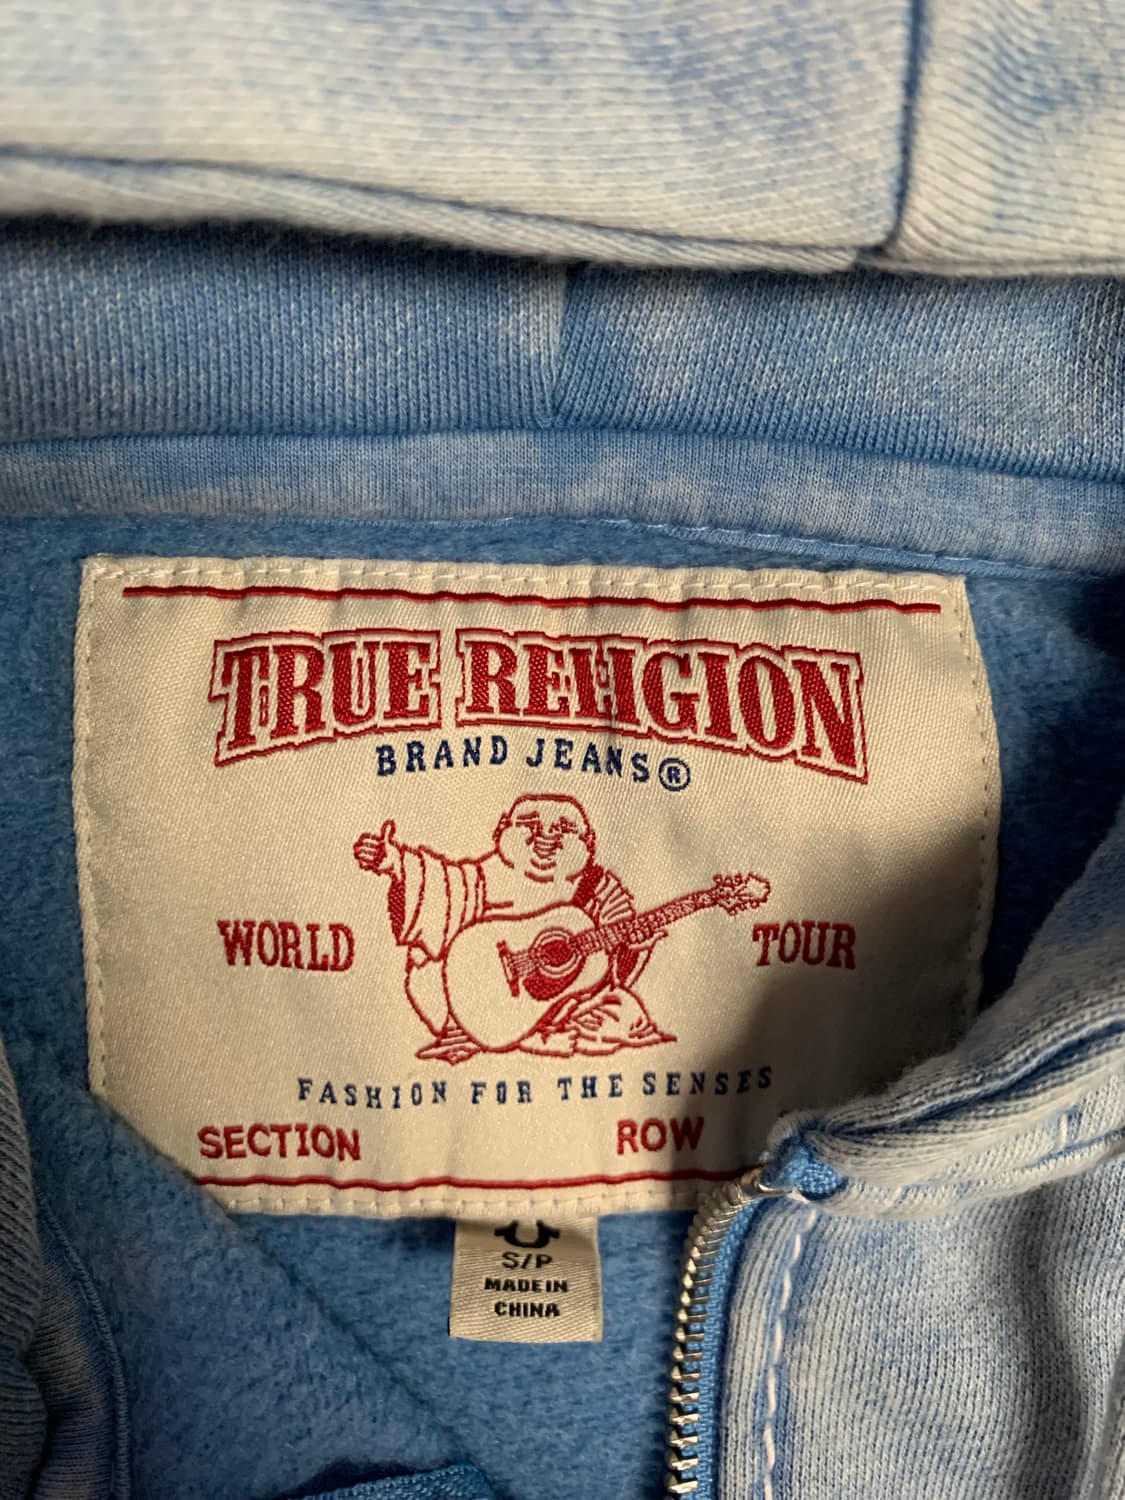 TRUE RELIGION
BRAND JEANS®
WORLD TOUR
FASHION FOR THE SENSES
SECTION ROW
S/P
MADE IN
CHINA